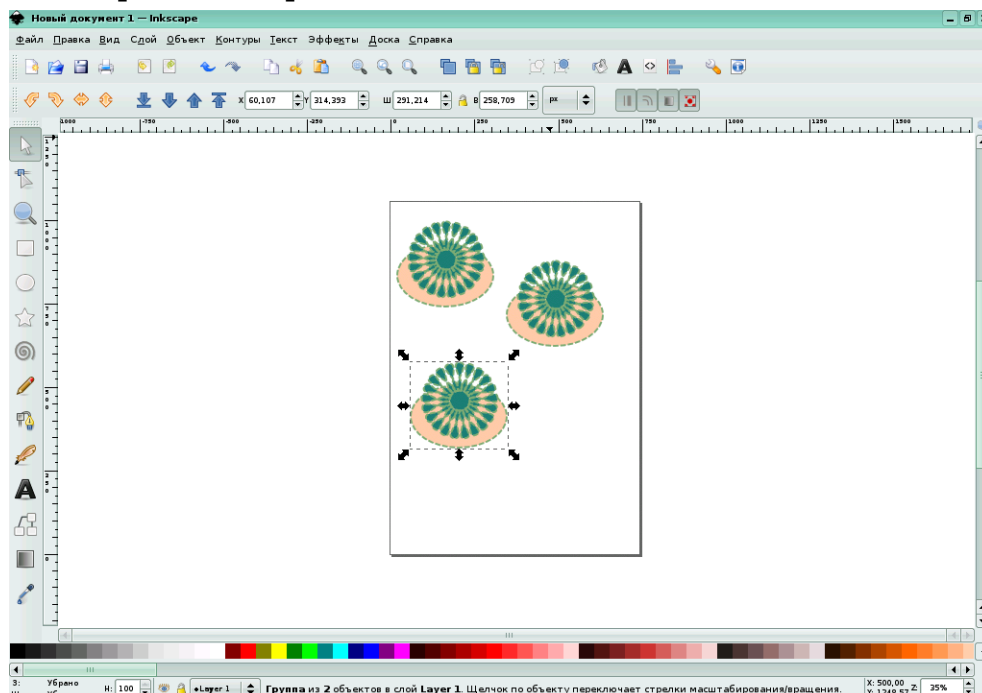 Новый документ 1 — Inkscape
Файл Правка Вид Слой Объект Контуры Текст Эффекты Доска Справка
X 60,107 Y 314,393 Ш 291,214 В 258,709 px
-750 -500 -250 0 250 500 750 1000 1250 1500
З: Убрано Н: 100 •Layer 1 Группа из 2 объектов в слой Layer 1. Щелчок по объекту переключает стрелки масштабирования/вращения. X: 500,00 Z: 35%
Y: 1248,57